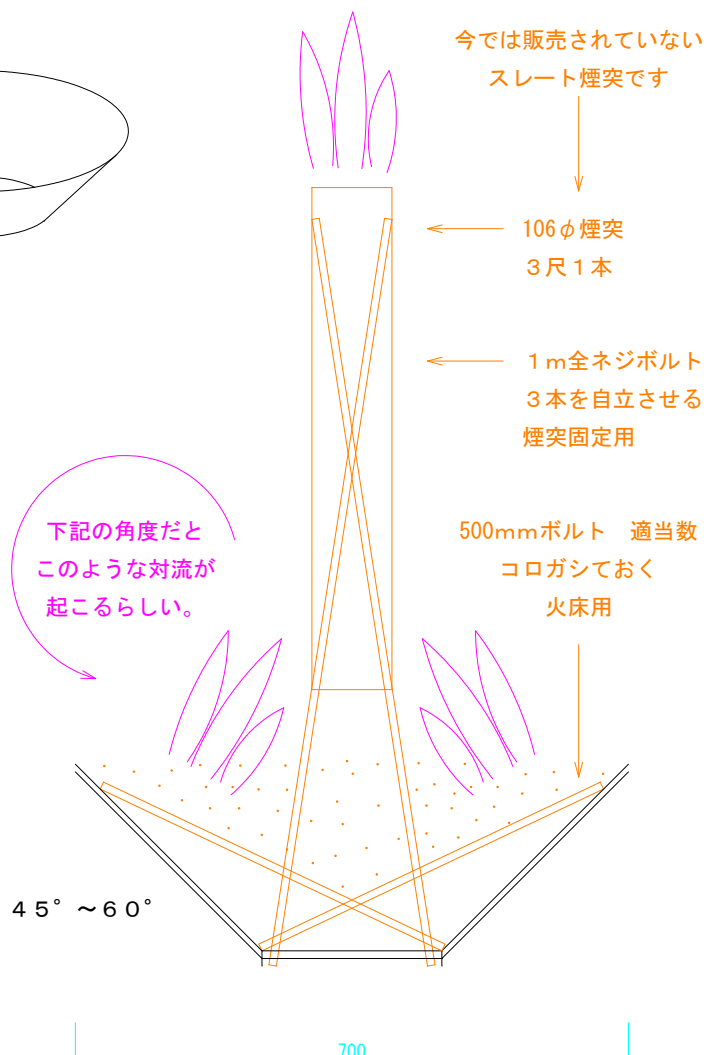 今では販売されていない
スレート煙突です
106φ煙突
３尺１本
１ｍ全ネジボルト
３本を自立させる
煙突固定用
下記の角度だと
このような対流が
起こるらしい。
500mmボルト　適当数
コロガシておく
火床用
４５°～６０°
700